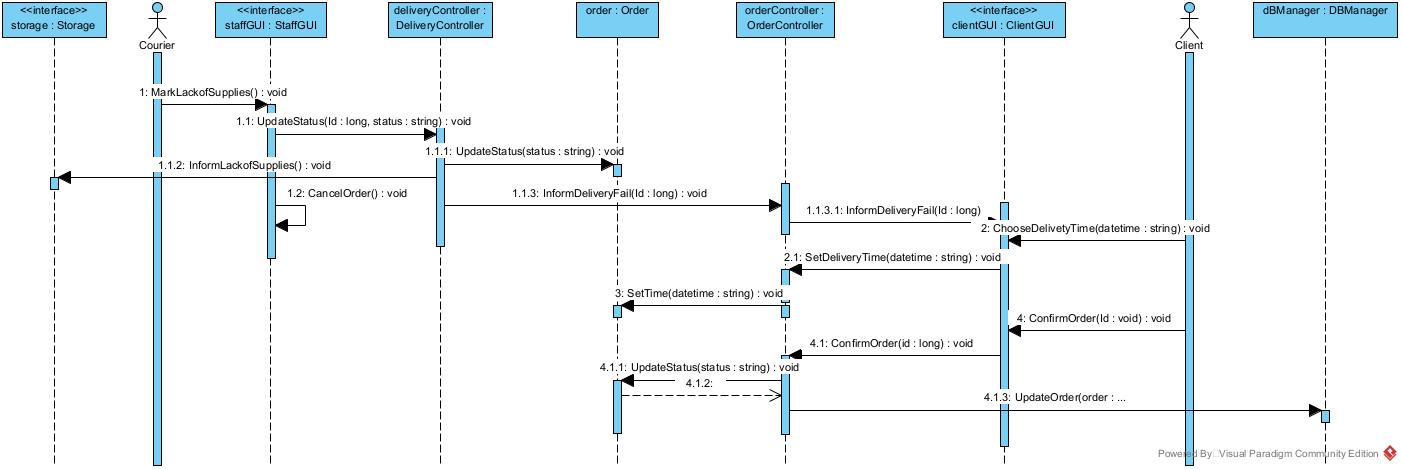 <<interface>>
storage : Storage
Courier
<<interface>>
staffGUI : StaffGUI
deliveryController :
DeliveryController
order : Order
orderController :
OrderController
<<interface>>
clientGUI : ClientGUI
Client
dBManager : DBManager
1: MarkLackofSupplies() : void
1.1: UpdateStatus(Id : long, status : string) : void
1.1.1: UpdateStatus(status : string) : void
1.1.2: InformLackofSupplies() : void
1.2: CancelOrder() : void
1.1.3: InformDeliveryFail(Id : long) : void
1.1.3.1: InformDeliveryFail(Id : long)
2: ChooseDelivetyTime(datetime : string) : void
2.1: SetDeliveryTime(datetime : string) : void
3: SetTime(datetime : string) : void
4: ConfirmOrder(Id : void) : void
4.1: ConfirmOrder(id : long) : void
4.1.1: UpdateStatus(status : string) : void
4.1.2:
4.1.3: UpdateOrder(order : ...
Powered By Visual Paradigm Community Edition